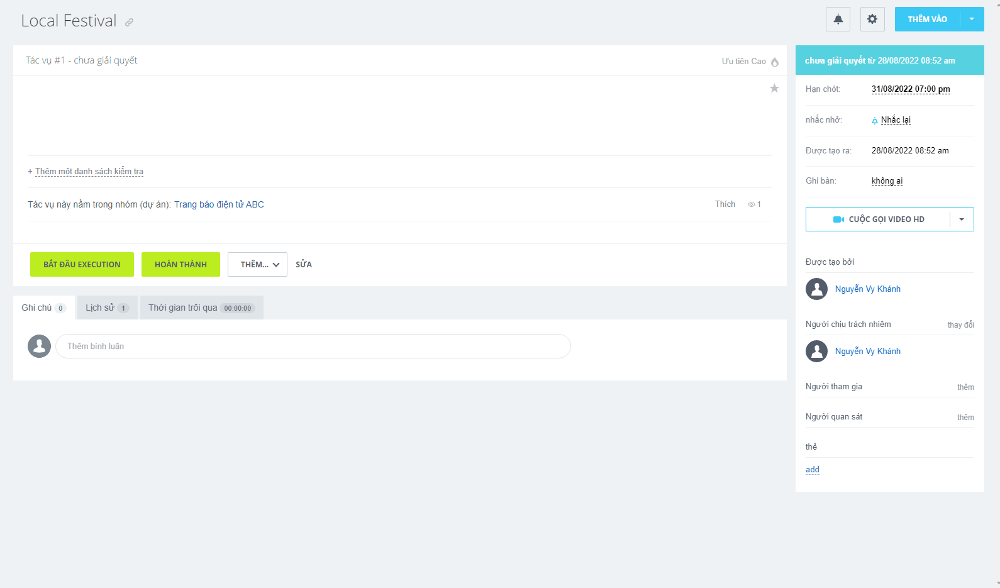 Local Festival
THÊM VÀO
Tác vụ #1 - chưa giải quyết
Ưu tiên Cao
+ Thêm một danh sách kiểm tra
Tác vụ này nằm trong nhóm (dự án): Trang báo điện tử ABC
Thích 1
BẮT ĐẦU EXECUTION
HOÀN THÀNH
THÊM...
SỬA
Ghi chú 0
Lịch sử 1
Thời gian trôi qua 00:00:00
Thêm bình luận
chưa giải quyết từ 28/08/2022 08:52 am
Hạn chót: 31/08/2022 07:00 pm
nhắc nhở: Nhắc lại
Được tạo ra: 28/08/2022 08:52 am
Ghi bàn: không ai
CUỘC GỌI VIDEO HD
Được tạo bởi
Nguyễn Vy Khánh
Người chịu trách nhiệm thay đổi
Nguyễn Vy Khánh
Người tham gia thêm
Người quan sát thêm
thẻ
add